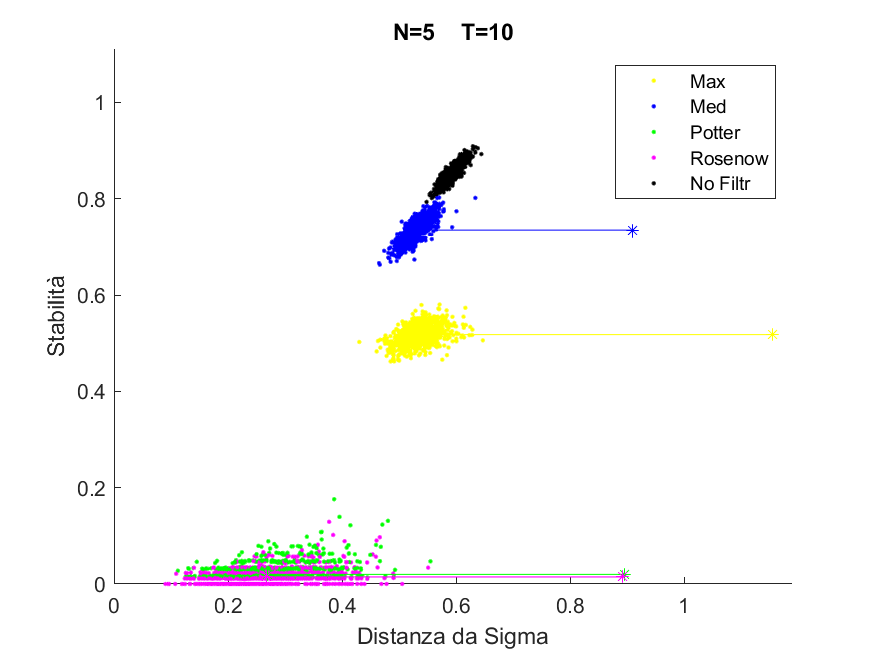 N=5 T=10
Max
Med
Potter
Rosenow
No Filtr
Stabilità
1
0.8
0.6
0.4
0.2
0
0
0.2
0.4
0.6
0.8
1
Distanza da Sigma